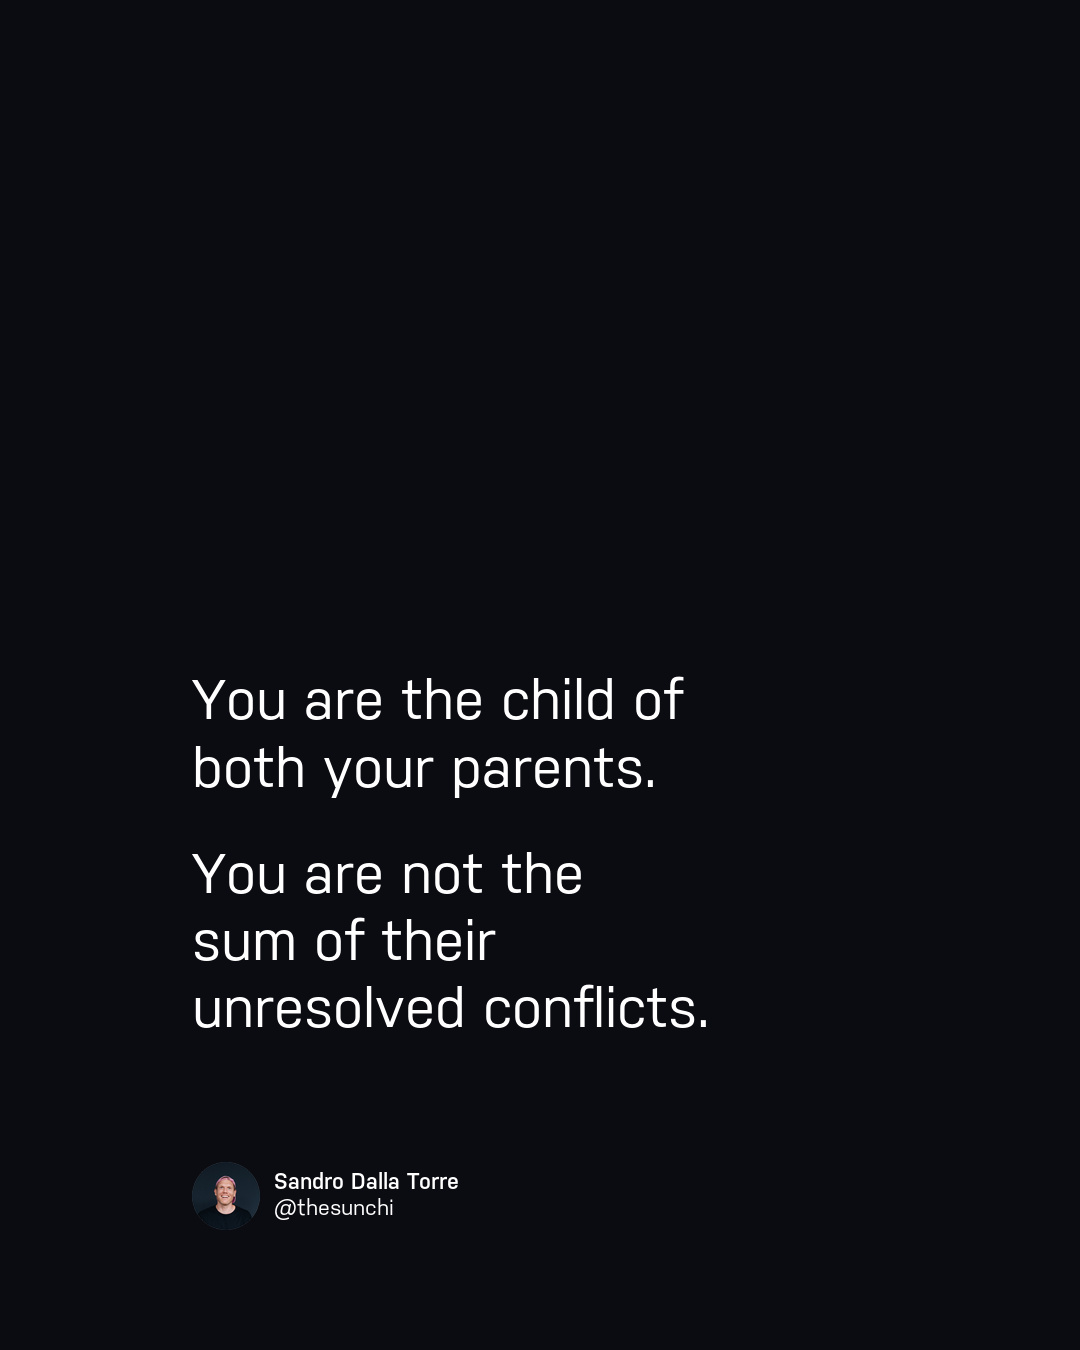 You are the child of
both your parents.
You are not the
sum of their
unresolved conflicts.
Sandro Dalla Torre
@thesunchi